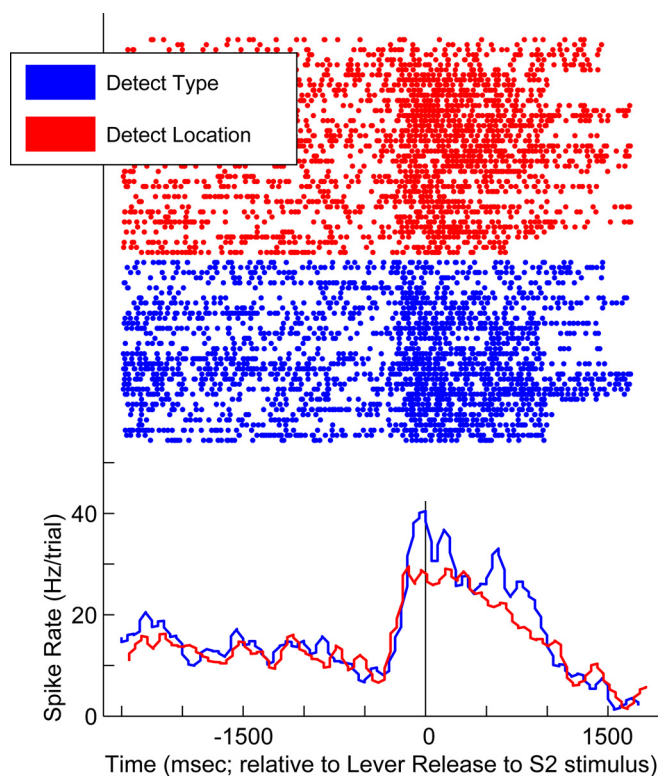 Detect Type
Detect Location
Spike Rate (Hz/trial)
40
20
0
-1500
0
1500
Time (msec; relative to Lever Release to S2 stimulus)